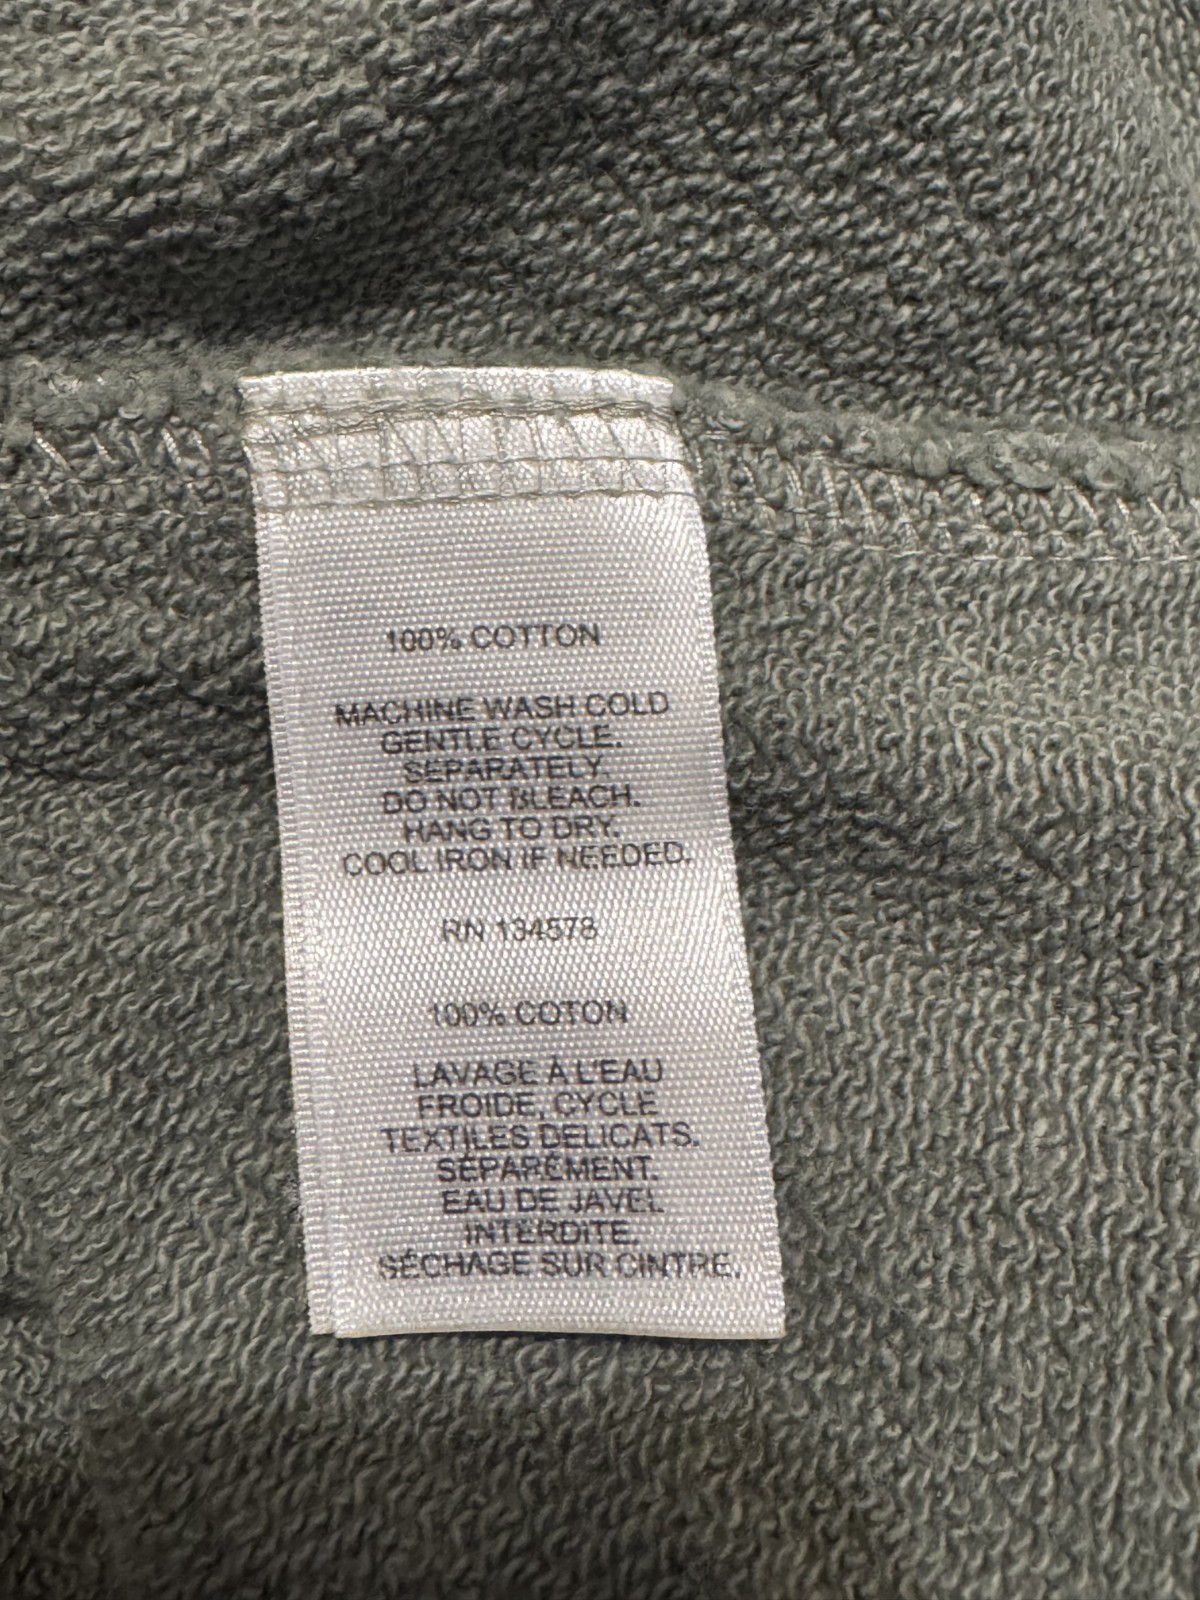 100% COTTON
MACHINE WASH COLD
GENTLE CYCLE.
SEPARATELY.
DO NOT BLEACH.
HANG TO DRY.
COOL IRON IF NEEDED.
RN 134578
100% COTON
LAVAGE À L'EAU
FROIDE, CYCLE
TEXTILES DELICATS.
SÉPARÉMENT.
EAU DE JAVEL
INTERDITE.
SÉCHAGE SUR CINTRE.